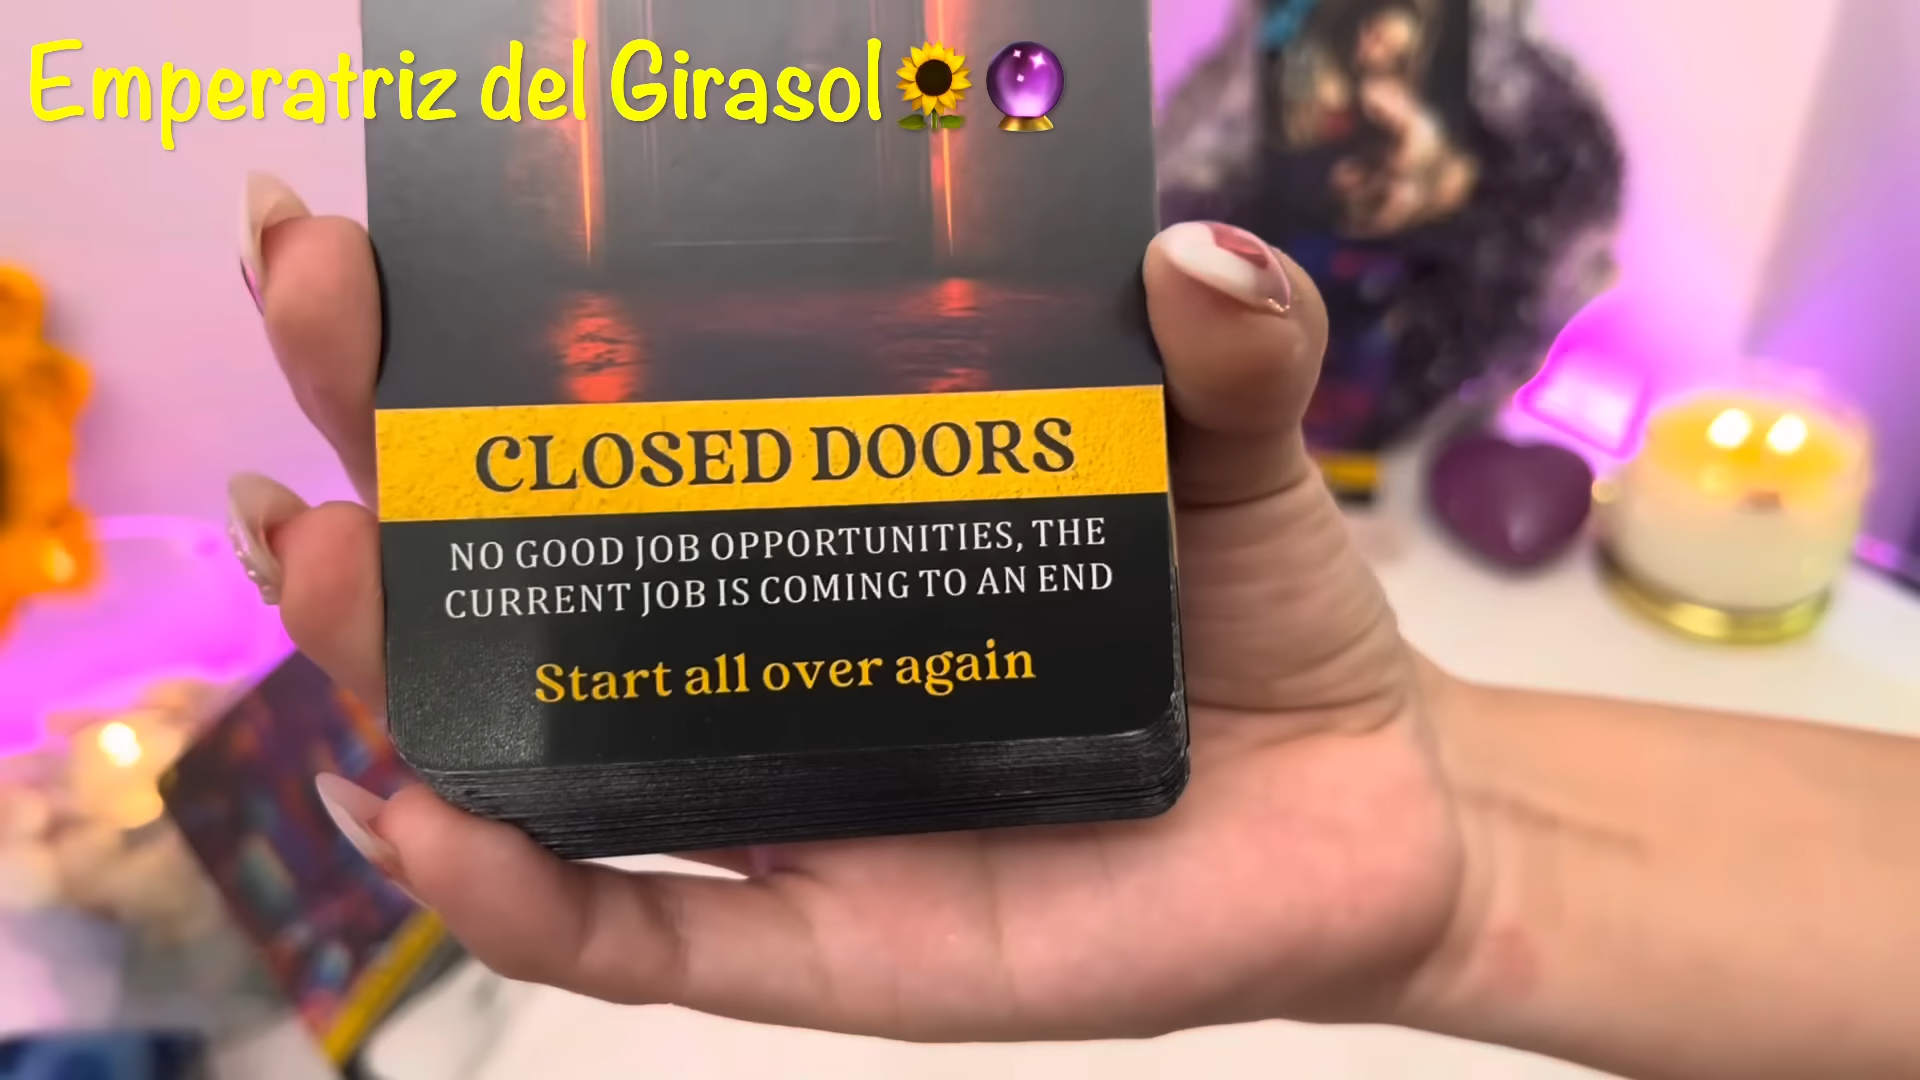 Emperatriz del Girasol🌻🔮
CLOSED DOORS
NO GOOD JOB OPPORTUNITIES, THE
CURRENT JOB IS COMING TO AN END
Start all over again